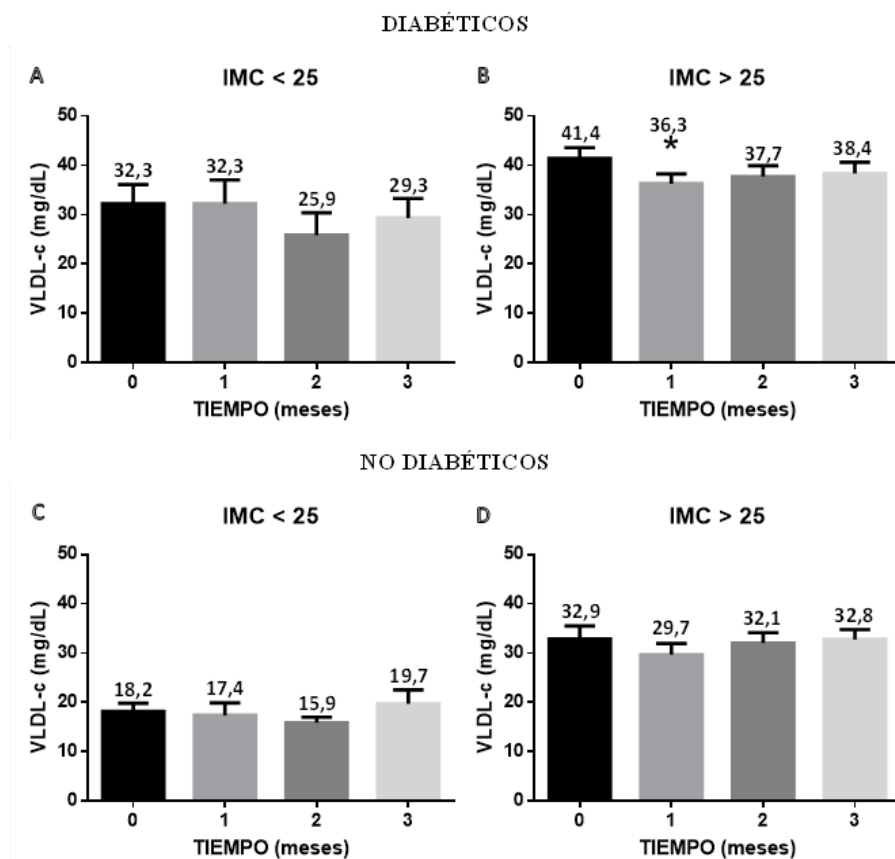 DIABÉTICOS
A
IMC < 25
VLDL-c (mg/dL)
50
40
30
20
10
0
32,3
32,3
25,9
29,3
0 1 2 3
TIEMPO (meses)
B
IMC > 25
VLDL-c (mg/dL)
50
40
30
20
10
0
41,4
36,3
*
37,7
38,4
0 1 2 3
TIEMPO (meses)
NO DIABÉTICOS
C
IMC < 25
VLDL-c (mg/dL)
50
40
30
20
10
0
18,2
17,4
15,9
19,7
0 1 2 3
TIEMPO (meses)
D
IMC > 25
VLDL-c (mg/dL)
50
40
30
20
10
0
32,9
29,7
32,1
32,8
0 1 2 3
TIEMPO (meses)